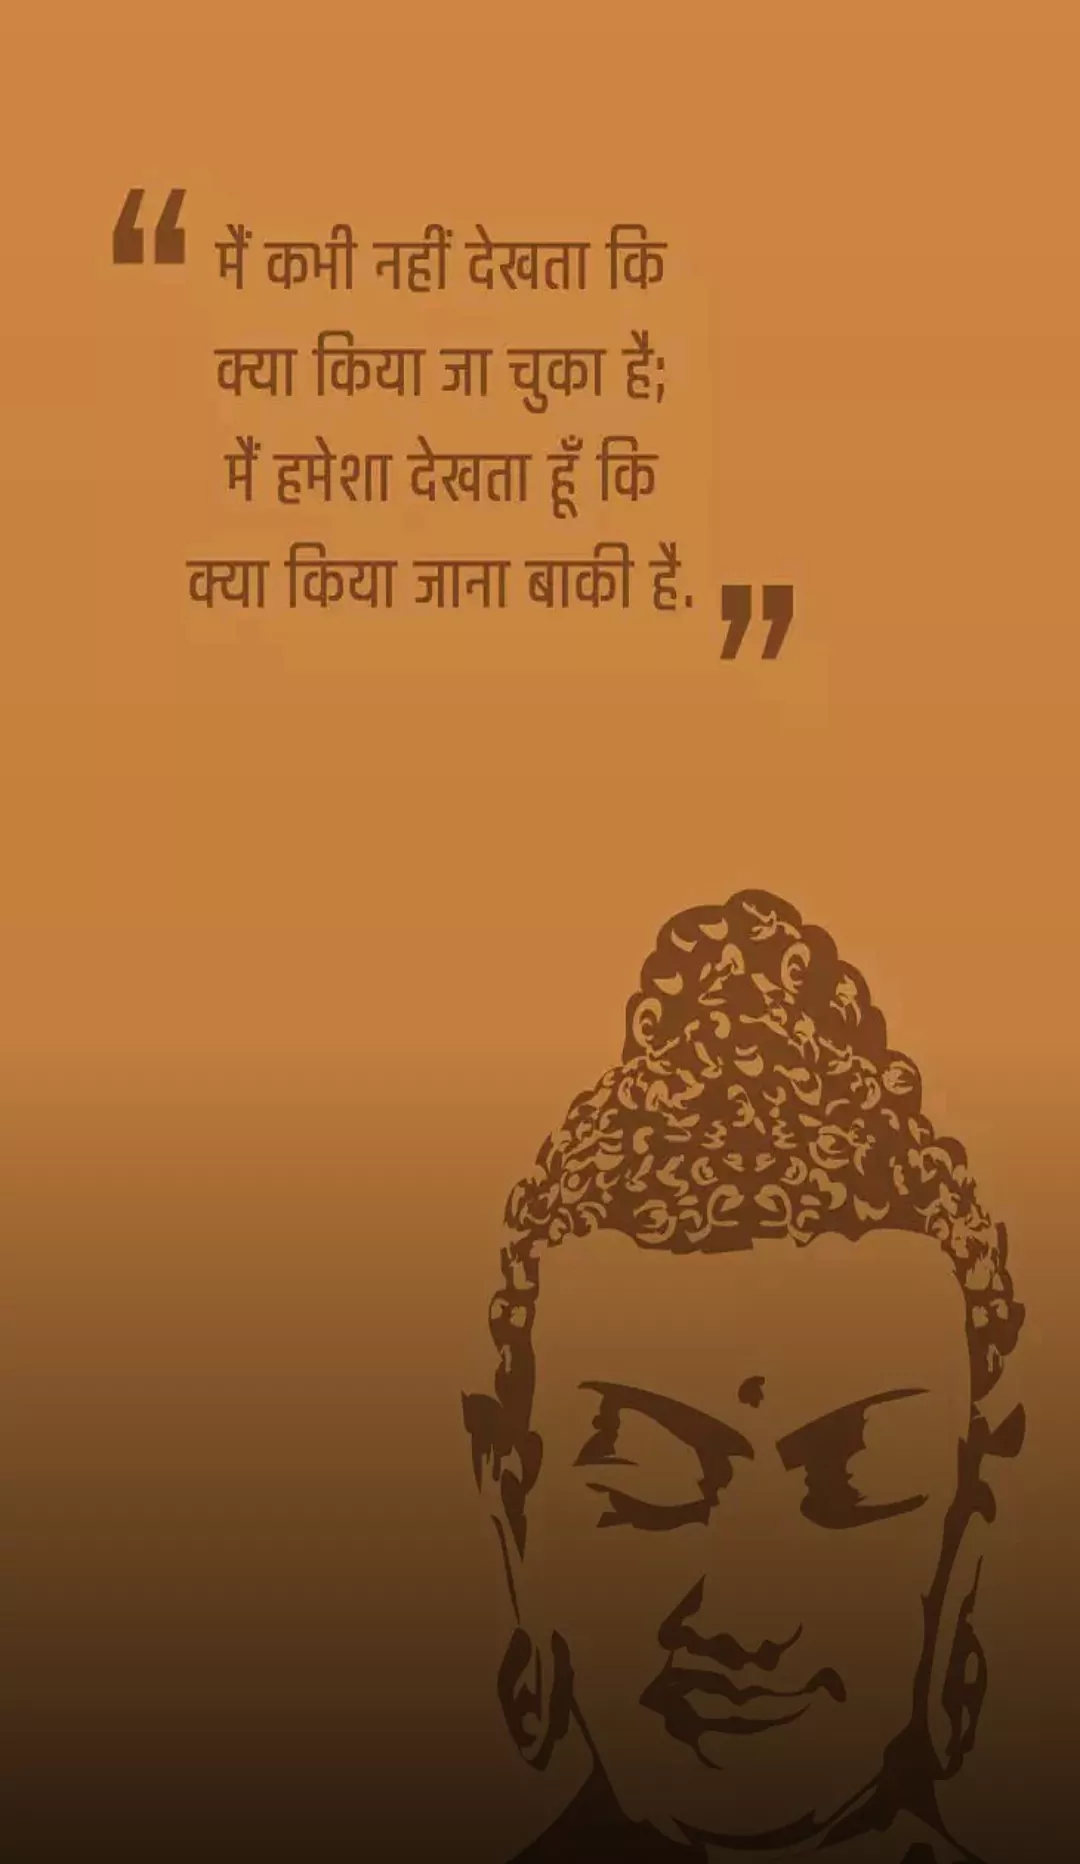 “ मैं कभी नहीं देखता कि
क्या किया जा चुका है;
मैं हमेशा देखता हूँ कि
क्या किया जाना बाकी है. ”